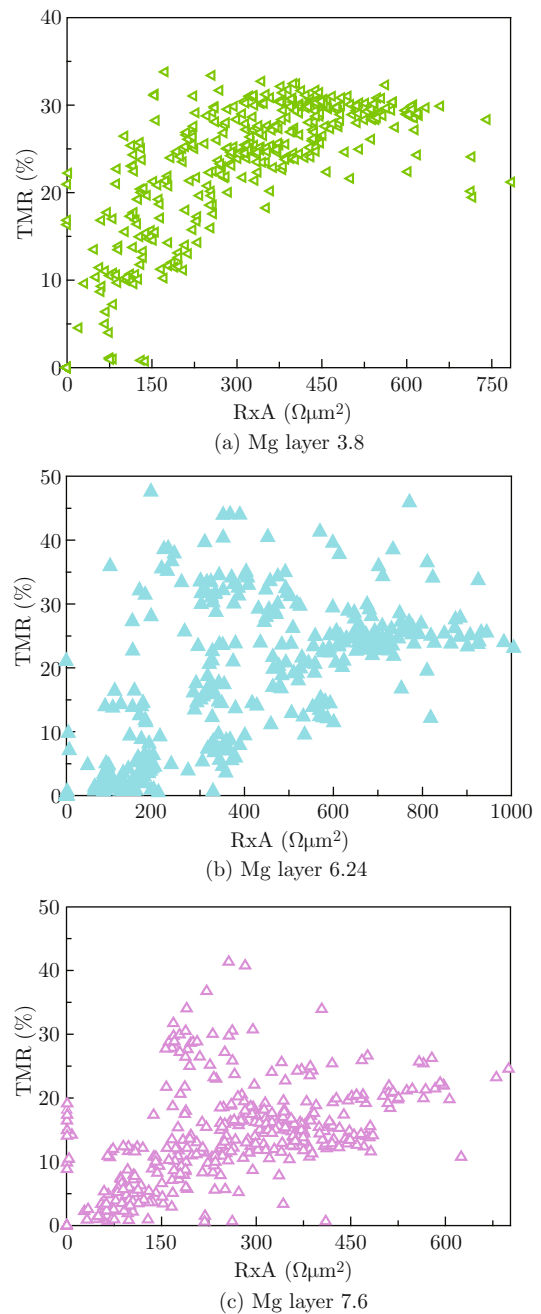 40
30
20
10
0
TMR (%)
0 150 300 450 600 750
RxA (Ωμm²)
(a) Mg layer 3.8
50
40
30
20
10
0
TMR (%)
200 400 600 800 1000
RxA (Ωμm²)
(b) Mg layer 6.24
50
40
30
20
10
0
TMR (%)
0 150 300 450 600
RxA (Ωμm²)
(c) Mg layer 7.6